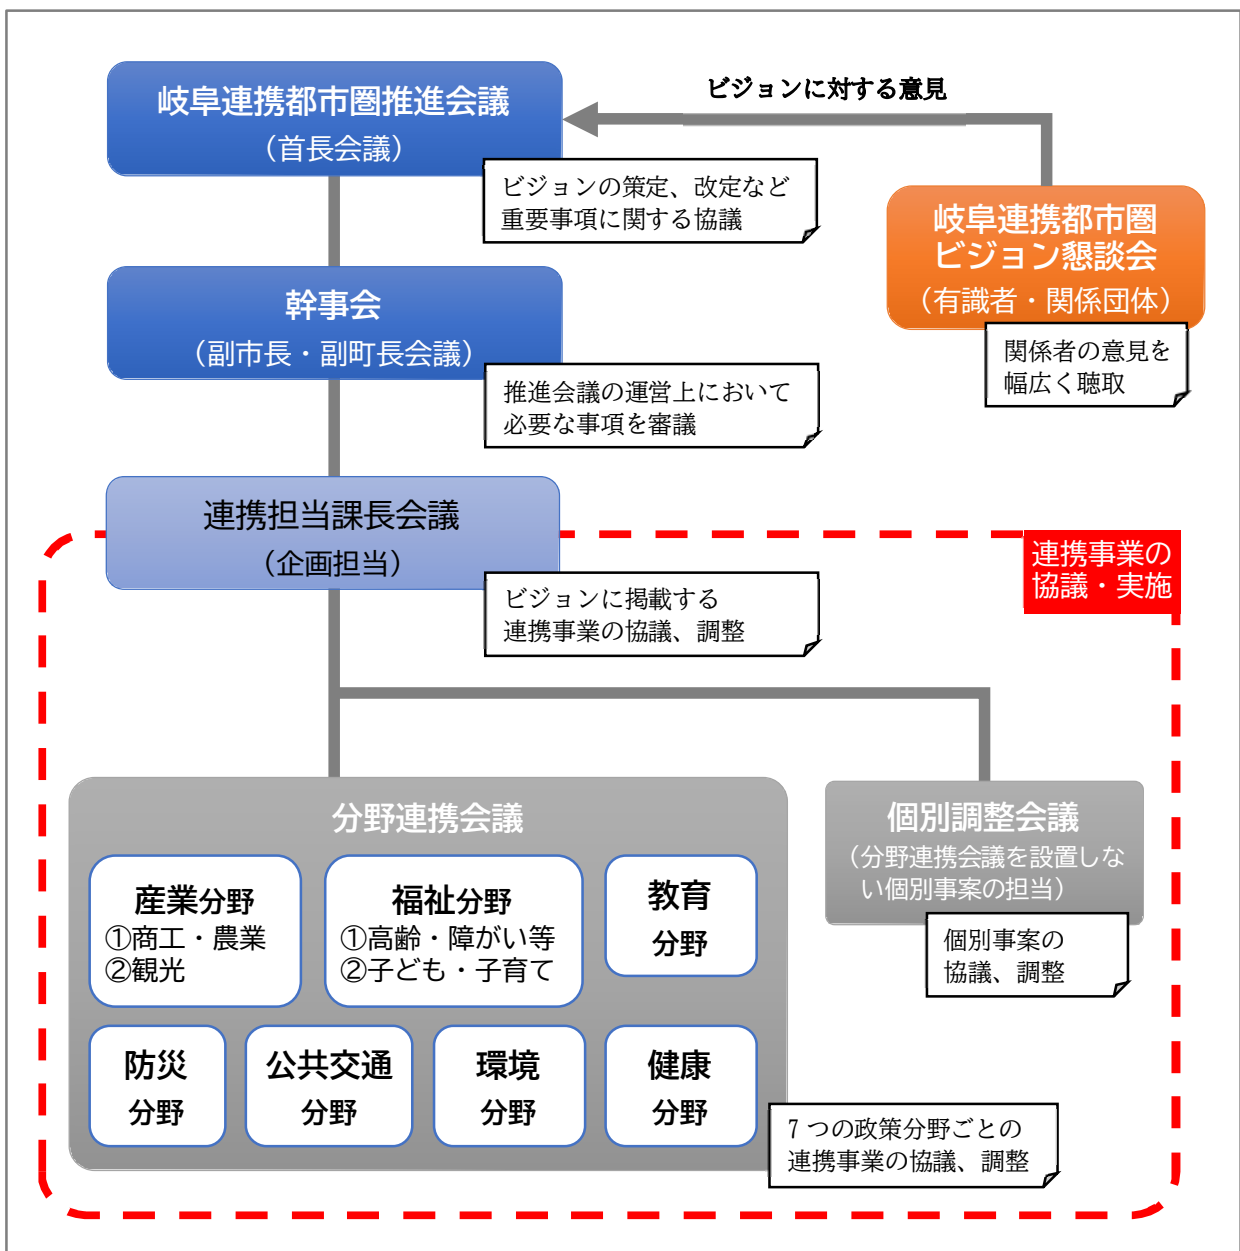 岐阜連携都市圏推進会議
（首長会議）
ビジョンの策定、改定など
重要事項に関する協議
ビジョンに対する意見
岐阜連携都市圏
ビジョン懇談会
（有識者・関係団体）
関係者の意見を
幅広く聴取
幹事会
（副市長・副町長会議）
推進会議の運営上において
必要な事項を審議
連携担当課長会議
（企画担当）
ビジョンに掲載する
連携事業の協議、調整
連携事業の
協議・実施
分野連携会議
産業分野
①商工・農業
②観光
福祉分野
①高齢・障がい等
②子ども・子育て
教育
分野
防災
分野
公共交通
分野
環境
分野
健康
分野
7つの政策分野ごとの
連携事業の協議、調整
個別調整会議
（分野連携会議を設置しな
い個別事案の担当）
個別事案の
協議、調整